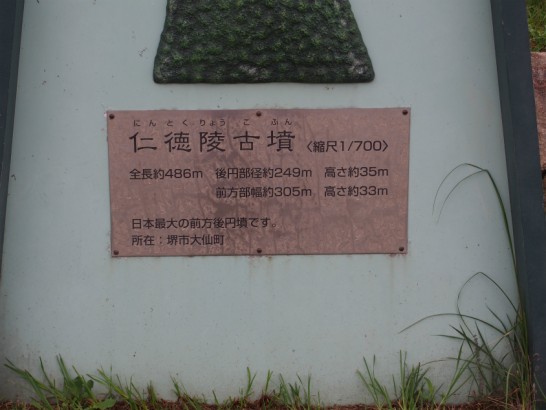 にんとくりょうこふん
仁徳陵古墳〈縮尺1/700〉
全長約486m 後円部径約249m 高さ約35m
前方部幅約305m 高さ約33m
日本最大の前方後円墳です。
所在：堺市大仙町